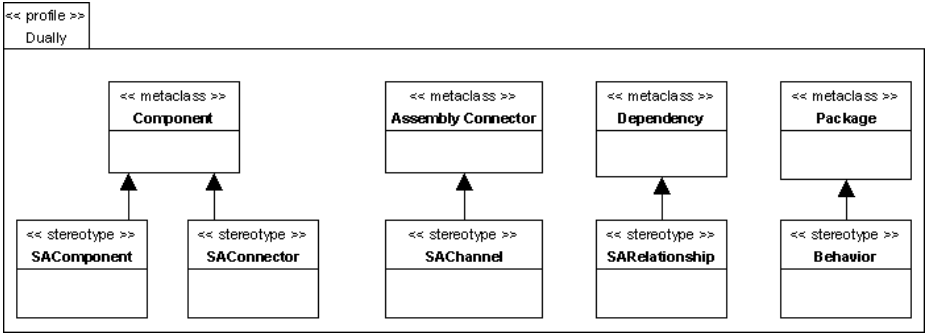 << profile >>
Dually
<< metaclass >>
Component
<< metaclass >>
Assembly Connector
<< metaclass >>
Dependency
<< metaclass >>
Package
<< stereotype >>
SAComponent
<< stereotype >>
SAConnector
<< stereotype >>
SAChannel
<< stereotype >>
SARelationship
<< stereotype >>
Behavior